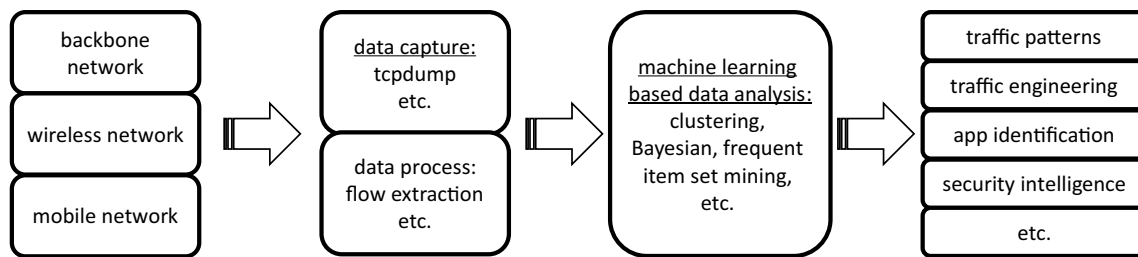 backbone
network
wireless network
mobile network
data capture:
tcpdump
etc.
data process:
flow extraction
etc.
machine learning
based data analysis:
clustering,
Bayesian, frequent
item set mining,
etc.
traffic patterns
traffic engineering
app identification
security intelligence
etc.